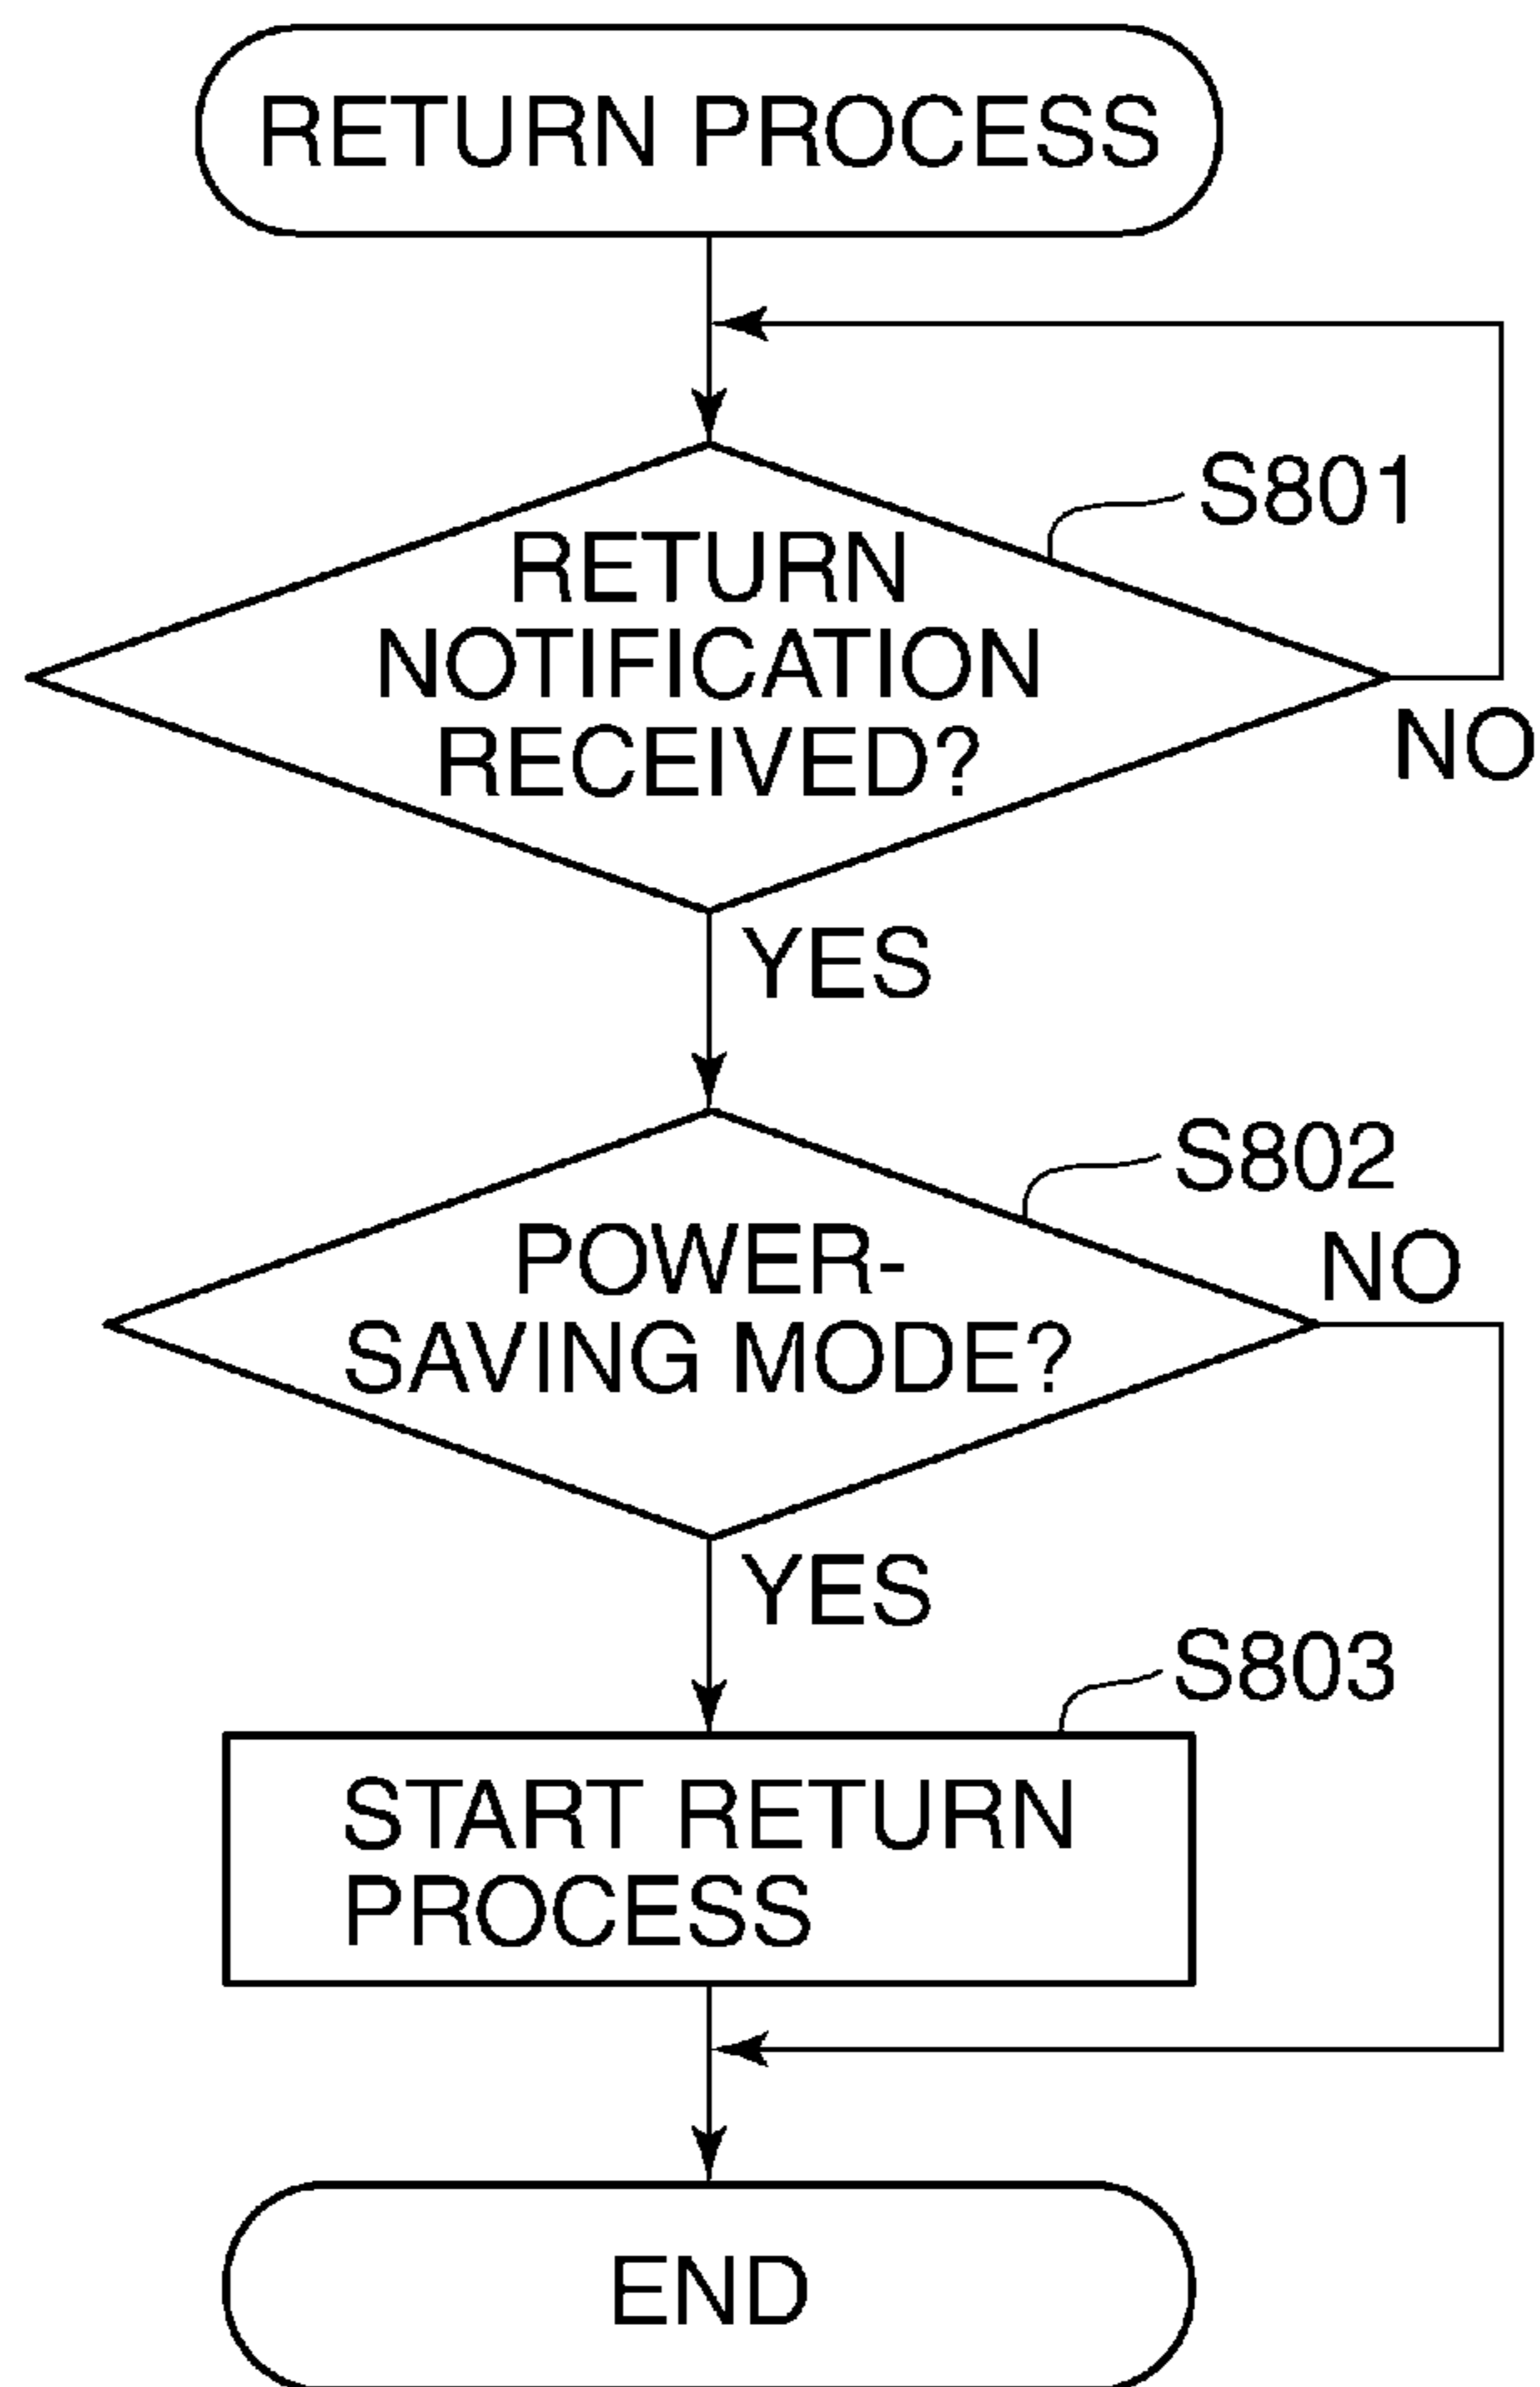 RETURN PROCESS
S801
RETURN
NOTIFICATION
RECEIVED?
NO
YES
S802
NO
POWER-
SAVING MODE?
YES
S803
START RETURN
PROCESS
END